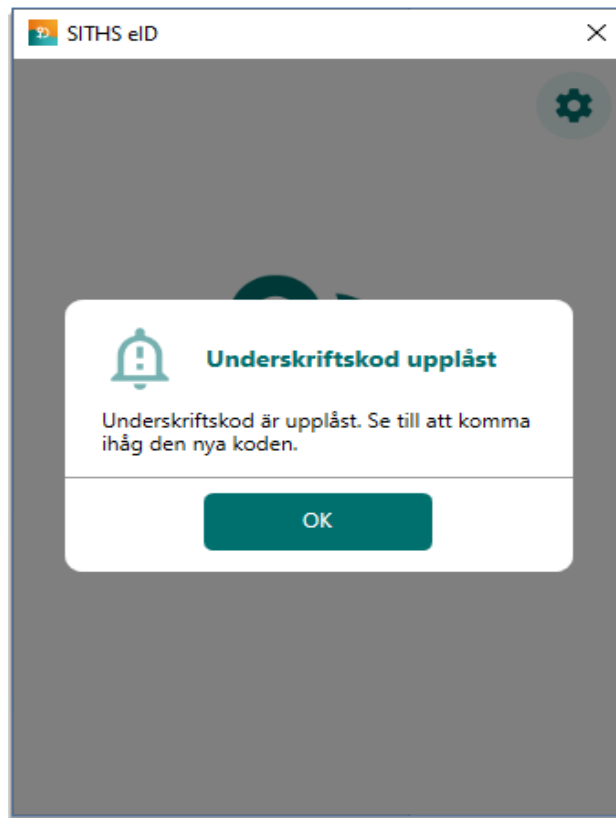 SITHS eID
Underskriftskod upplåst
Underskriftskod är upplåst. Se till att komma
ihåg den nya koden.
OK